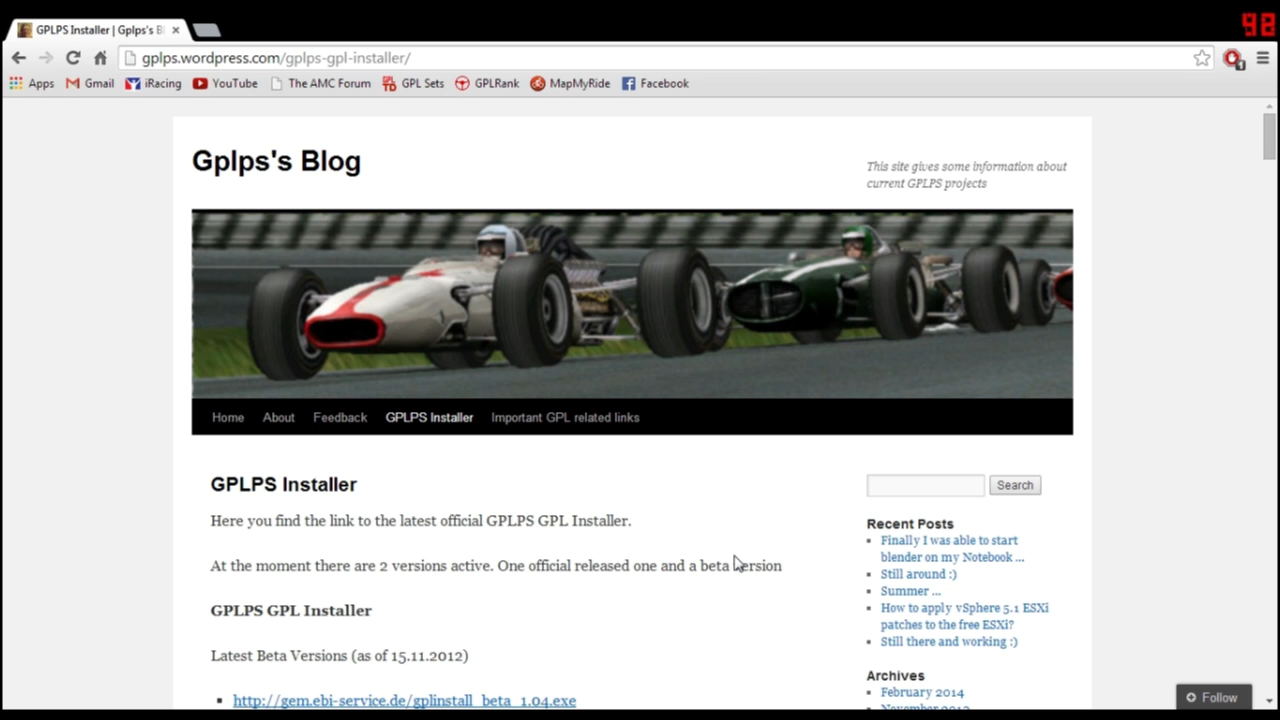 GPLPS Installer | Gplps's Bl
98
gplps.wordpress.com/gplps-gpl-installer/
Apps Gmail iRacing YouTube The AMC Forum GPL Sets GPLRank MapMyRide Facebook
Gplps's Blog
This site gives some information about
current GPLPS projects
Home About Feedback GPLPS Installer Important GPL related links
GPLPS Installer
Here you find the link to the latest official GPLPS GPL Installer.
At the moment there are 2 versions active. One official released one and a beta version
GPLPS GPL Installer
Latest Beta Versions (as of 15.11.2012)
http://gem.ebi-service.de/gplinstall_beta_1.04.exe
Search
Recent Posts
Finally I was able to start
blender on my Notebook ...
Still around :)
Summer ...
How to apply vSphere 5.1 ESXi
patches to the free ESXi?
Still there and working :)
Archives
February 2014
Follow